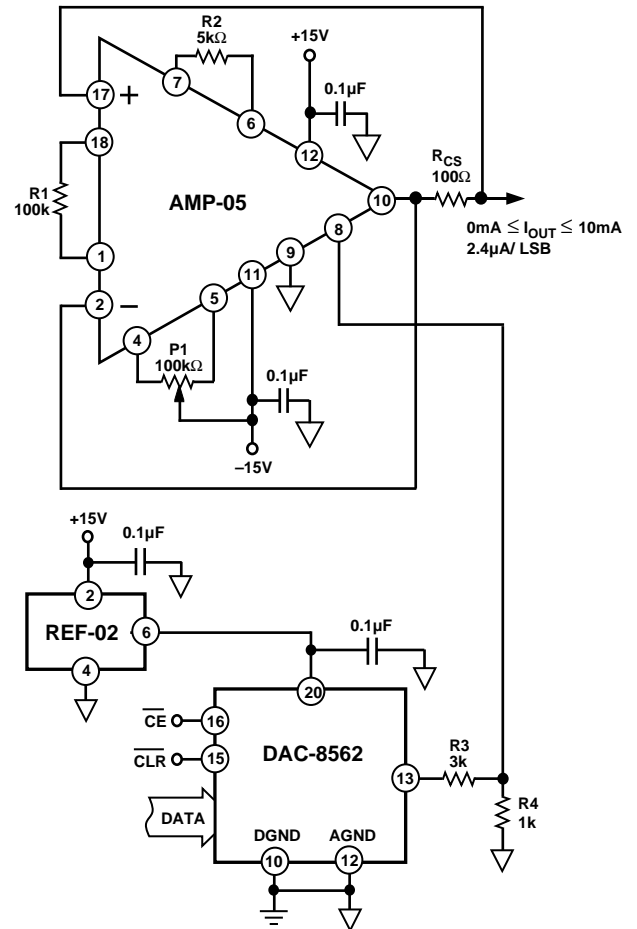 R2
5kΩ
+15V
0.1µF
7
6
12
17
+
18
R1
100k
AMP-05
10
RCS
100Ω
0mA ≤ IOUT ≤ 10mA
2.4µA/ LSB
8
9
1
11
2
–
5
4
P1
100kΩ
0.1µF
–15V
+15V
0.1µF
2
REF-02
6
4
0.1µF
20
CE
16
DAC-8562
CLR
15
13
R3
3k
R4
1k
DATA
DGND
AGND
10
12